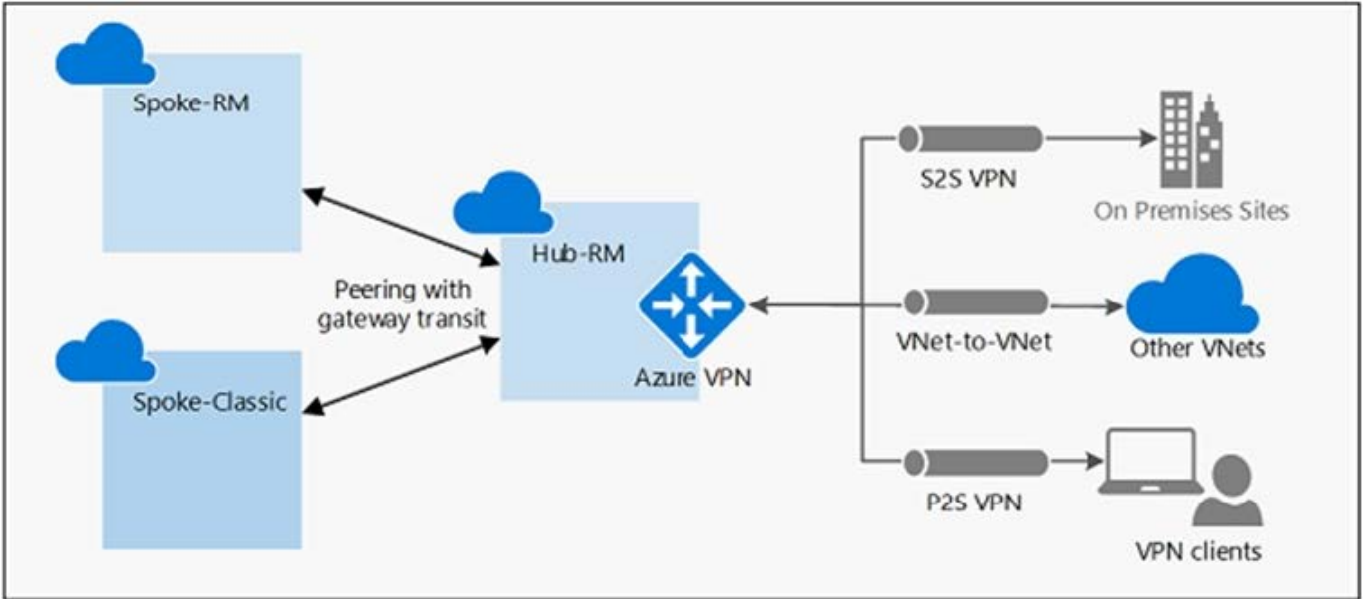 Spoke-RM
Hub-RM
Peering with
gateway transit
Spoke-Classic
Azure VPN
S2S VPN
On Premises Sites
VNet-to-VNet
Other VNets
P2S VPN
VPN clients